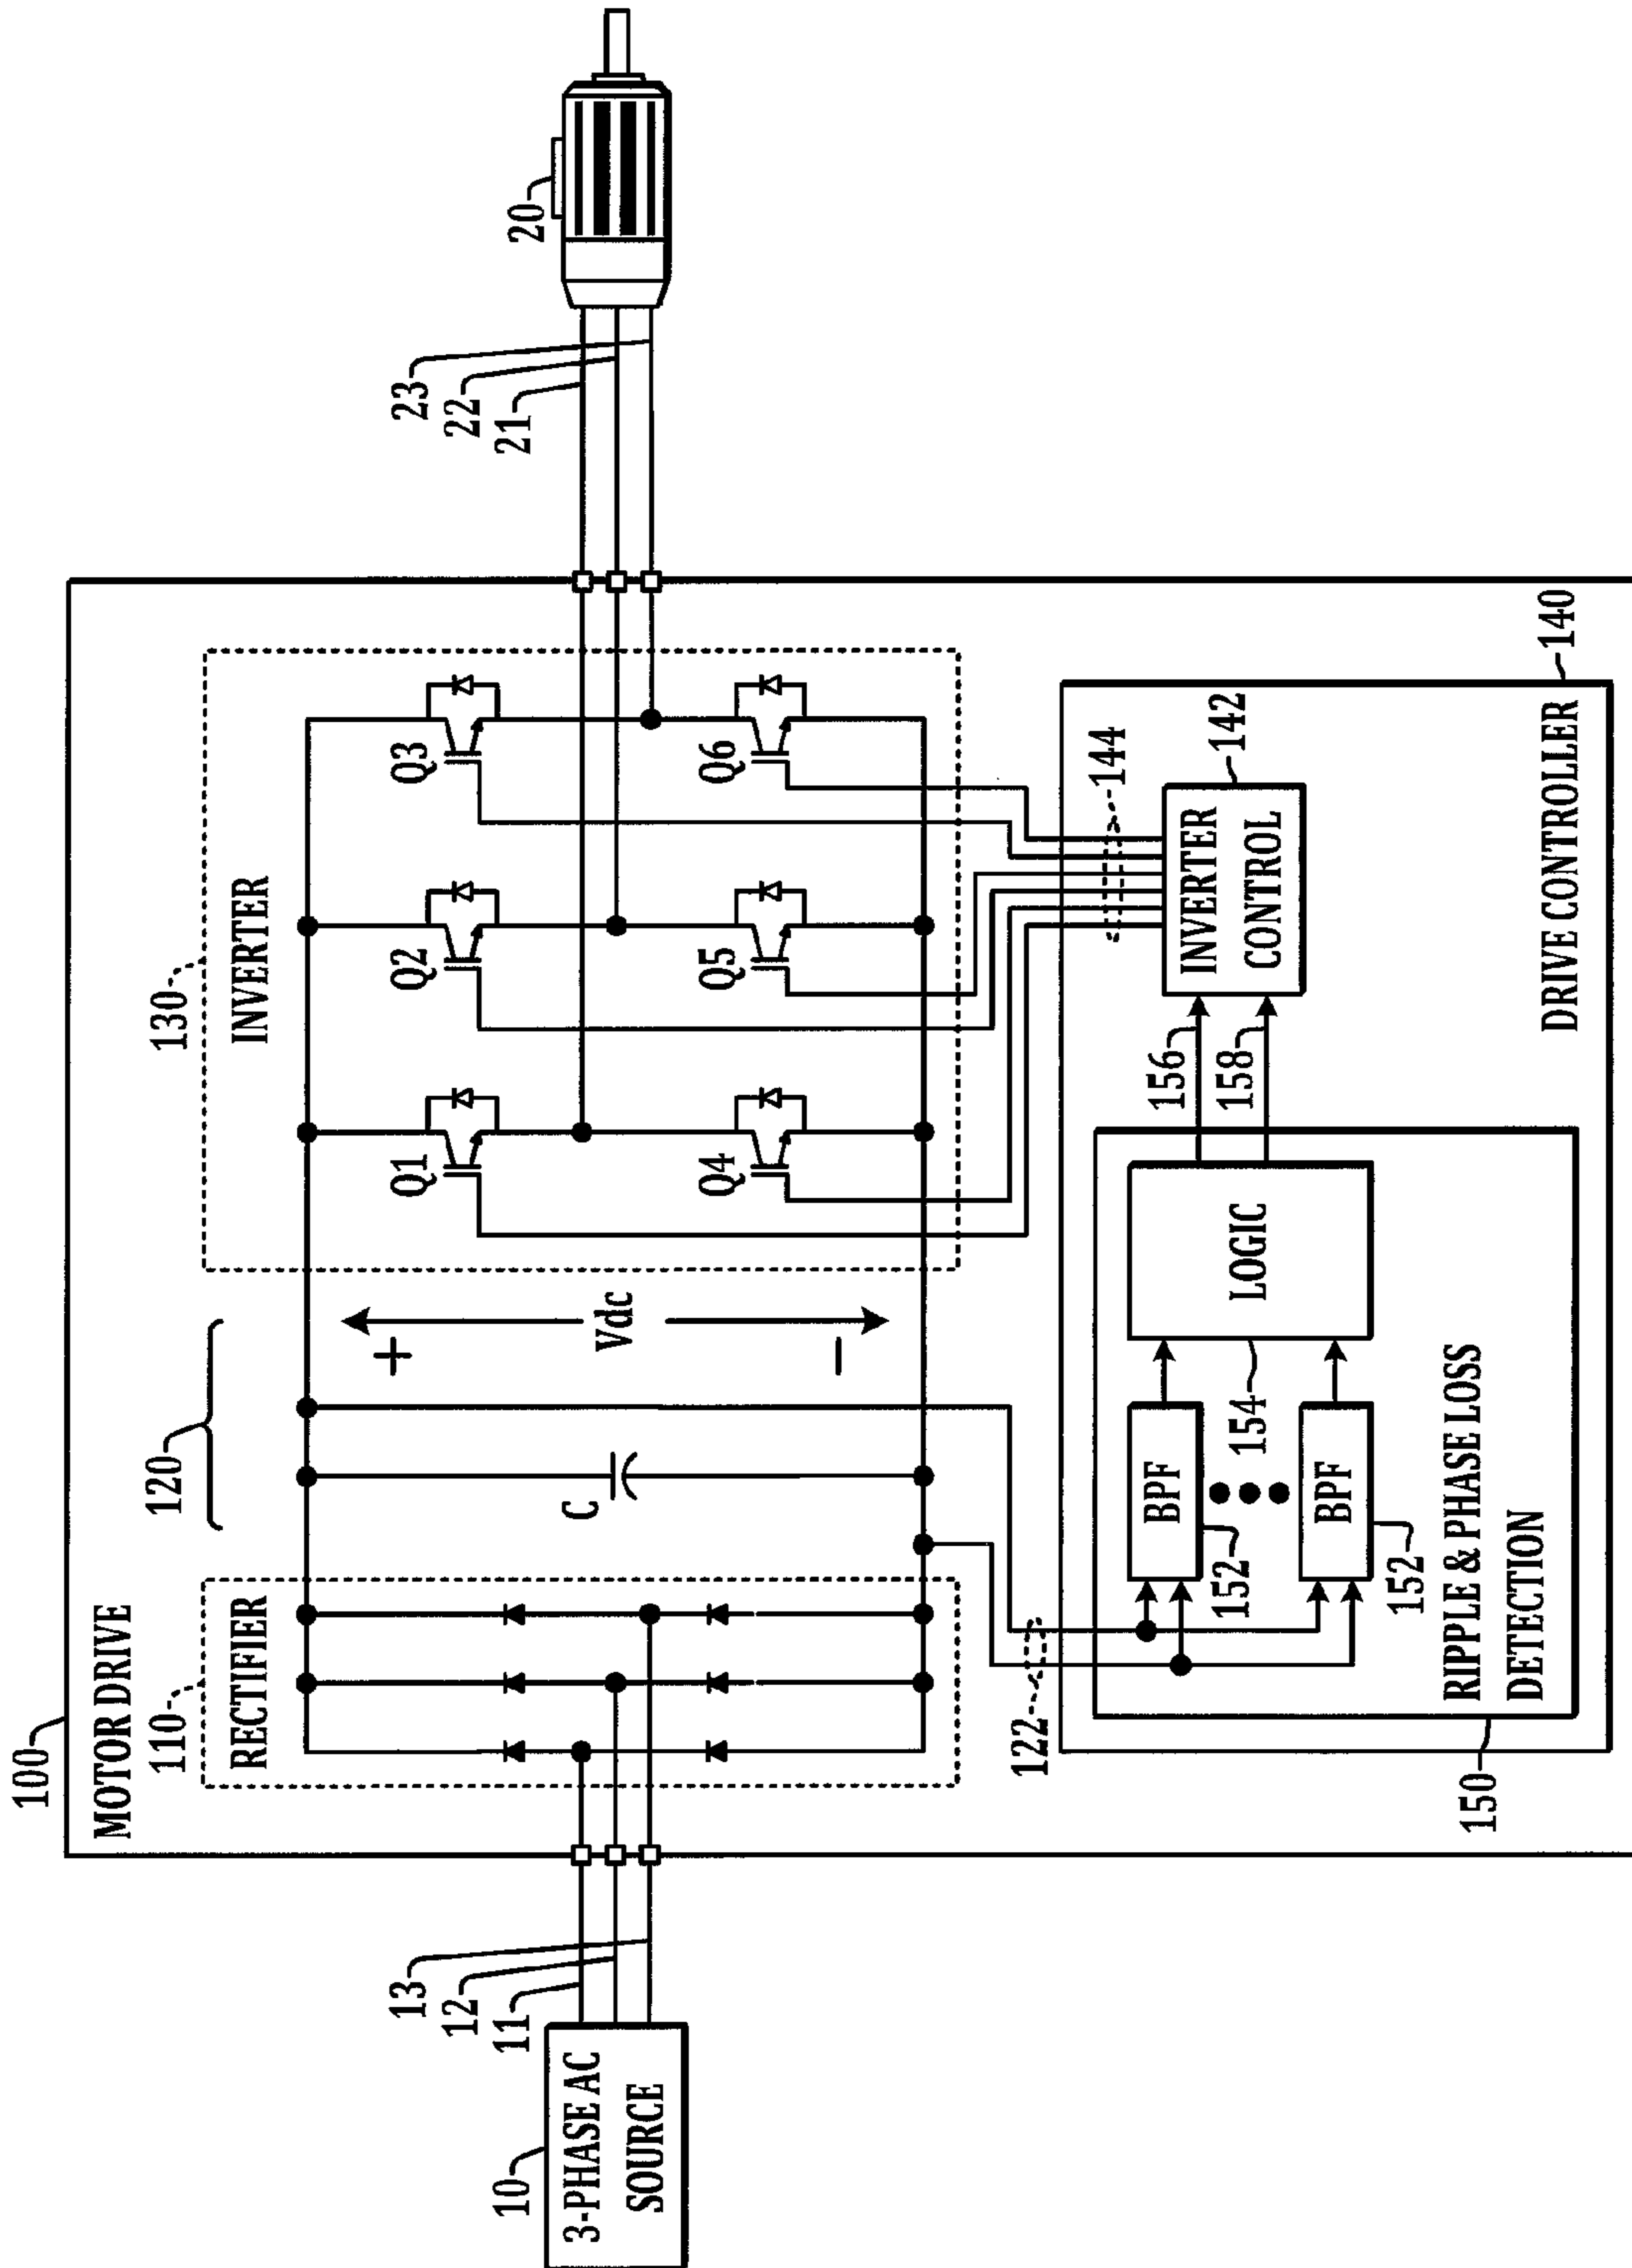 100
MOTOR DRIVE
110
RECTIFIER
120
130
INVERTER
10
3-PHASE AC
SOURCE
13
12
11
C
+
Vdc
−
Q1
Q2
Q3
Q4
Q5
Q6
23
22
21
20
122
144
BPF
152
BPF
152
154
LOGIC
156
158
INVERTER
CONTROL
142
RIPPLE & PHASE LOSS
DETECTION
150
DRIVE CONTROLLER
140